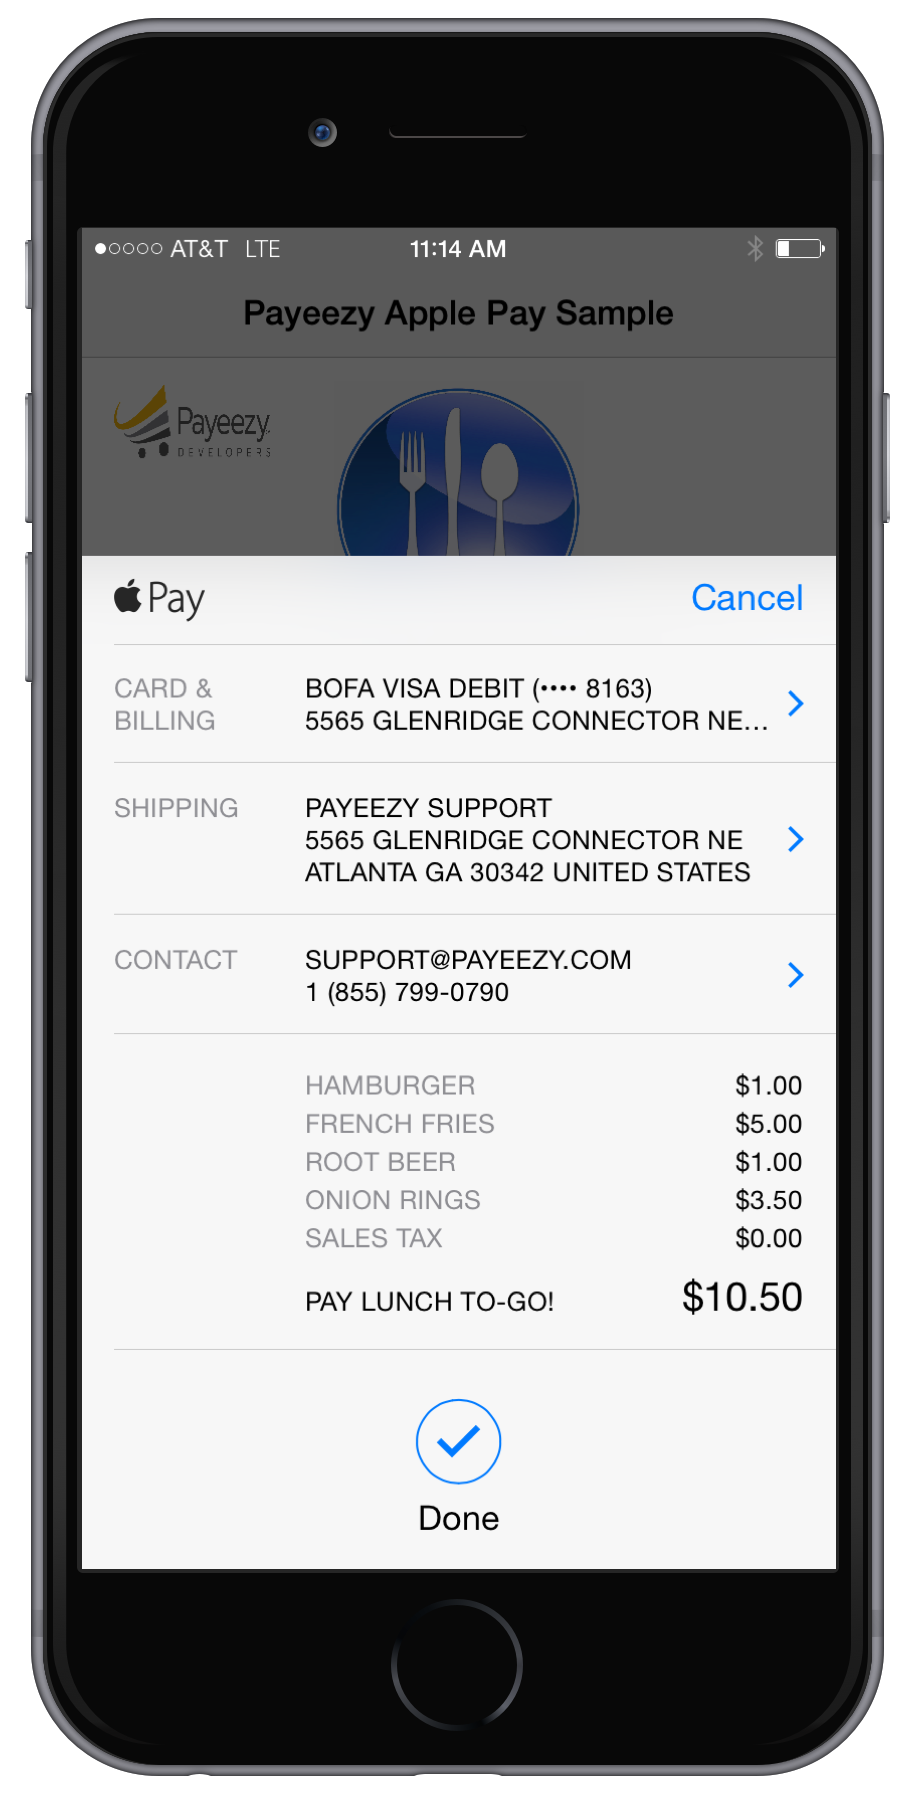 AT&T LTE 11:14 AM
Payeezy Apple Pay Sample
Payeezy
DEVELOPERS
Pay Cancel
CARD & BILLING
BOFA VISA DEBIT (•••• 8163)
5565 GLENRIDGE CONNECTOR NE...
SHIPPING
PAYEEZY SUPPORT
5565 GLENRIDGE CONNECTOR NE
ATLANTA GA 30342 UNITED STATES
CONTACT
SUPPORT@PAYEEZY.COM
1 (855) 799-0790
HAMBURGER $1.00
FRENCH FRIES $5.00
ROOT BEER $1.00
ONION RINGS $3.50
SALES TAX $0.00
PAY LUNCH TO-GO! $10.50
Done